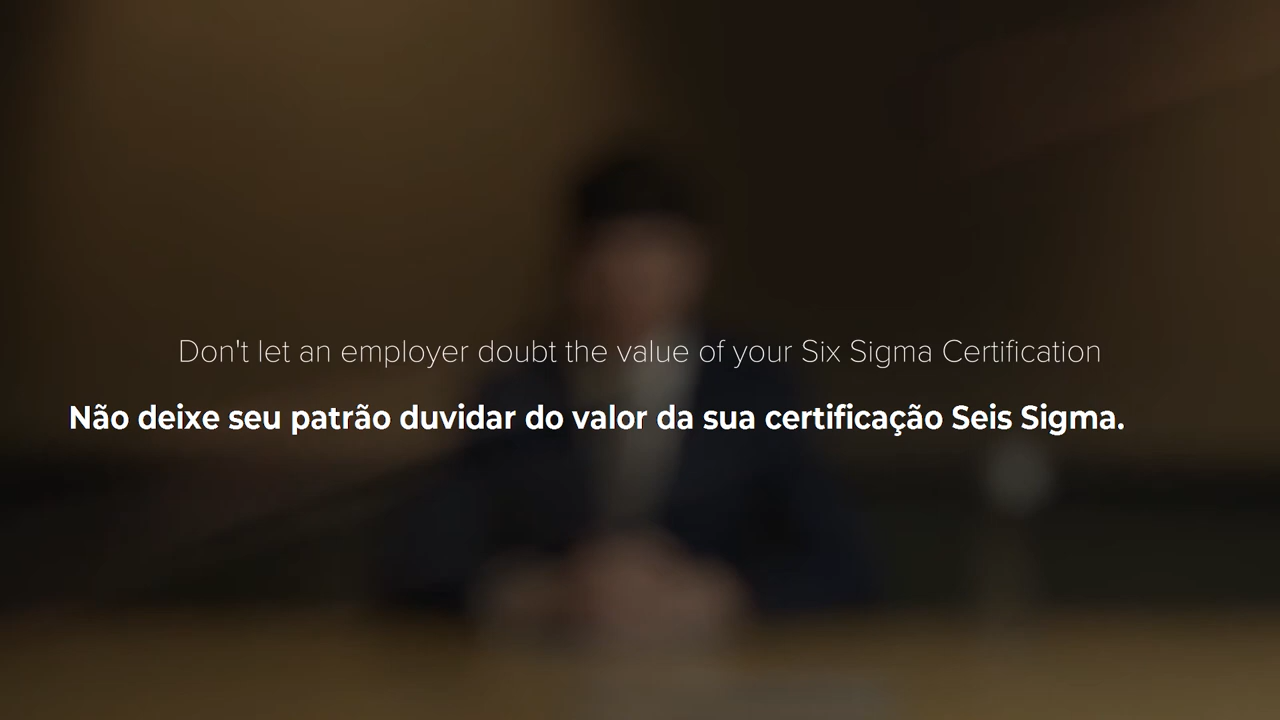 Don't let an employer doubt the value of your Six Sigma Certification
Não deixe seu patrão duvidar do valor da sua certificação Seis Sigma.